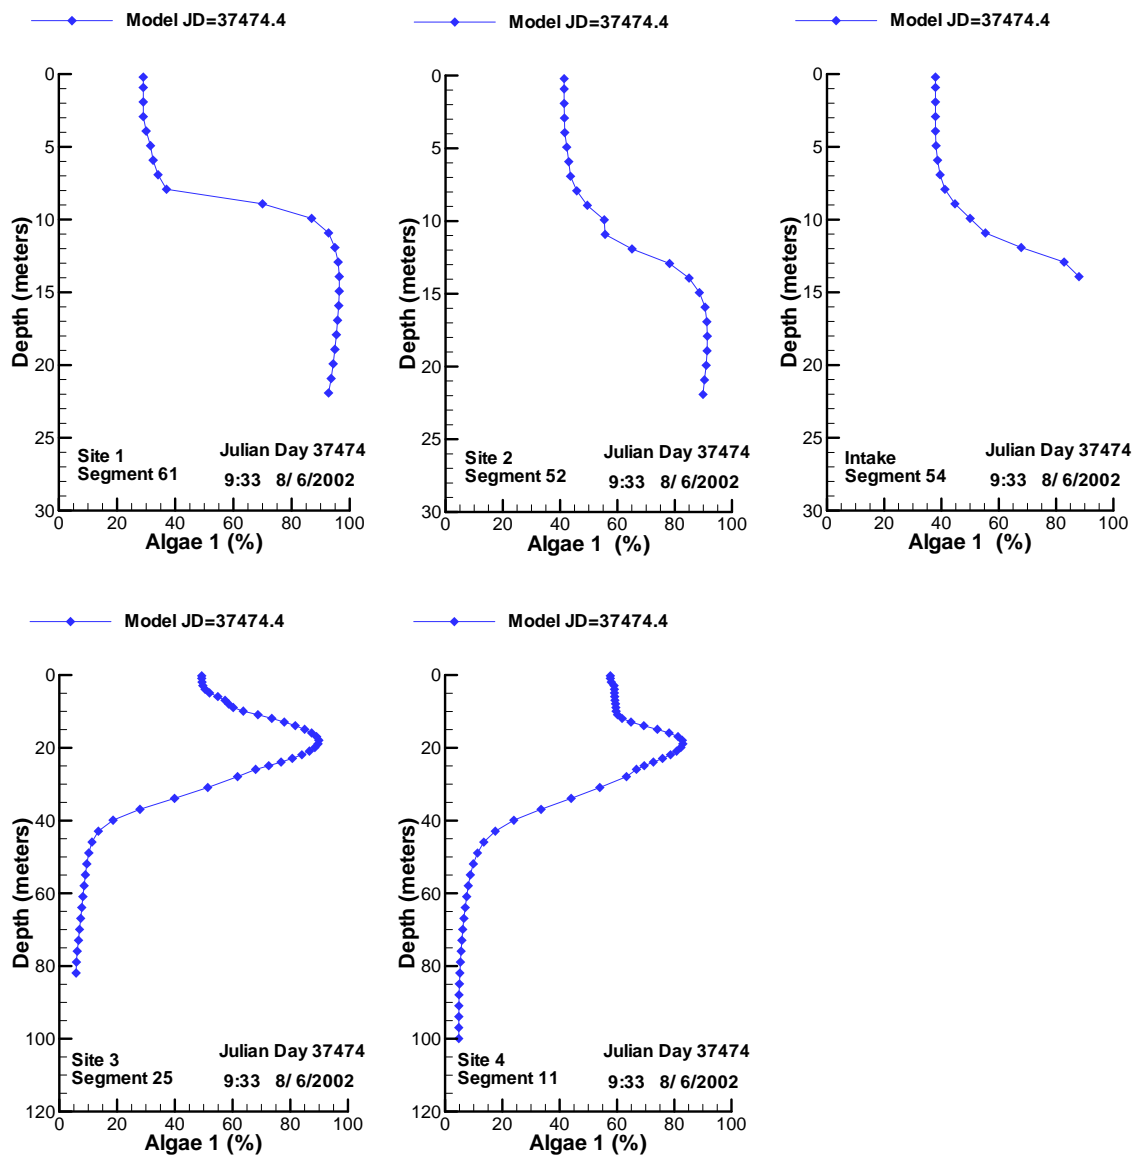 Model JD=37474.4
0
5
10
15
20
25
30
0 20 40 60 80 100
Depth (meters)
Algae 1 (%)
Site 1
Segment 61
Julian Day 37474
9:33 8/ 6/2002
Model JD=37474.4
0
5
10
15
20
25
30
0 20 40 60 80 100
Depth (meters)
Algae 1 (%)
Site 2
Segment 52
Julian Day 37474
9:33 8/ 6/2002
Model JD=37474.4
0
5
10
15
20
25
30
0 20 40 60 80 100
Depth (meters)
Algae 1 (%)
Intake
Segment 54
Julian Day 37474
9:33 8/ 6/2002
Model JD=37474.4
0
20
40
60
80
100
120
0 20 40 60 80 100
Depth (meters)
Algae 1 (%)
Site 3
Segment 25
Julian Day 37474
9:33 8/ 6/2002
Model JD=37474.4
0
20
40
60
80
100
120
0 20 40 60 80 100
Depth (meters)
Algae 1 (%)
Site 4
Segment 11
Julian Day 37474
9:33 8/ 6/2002